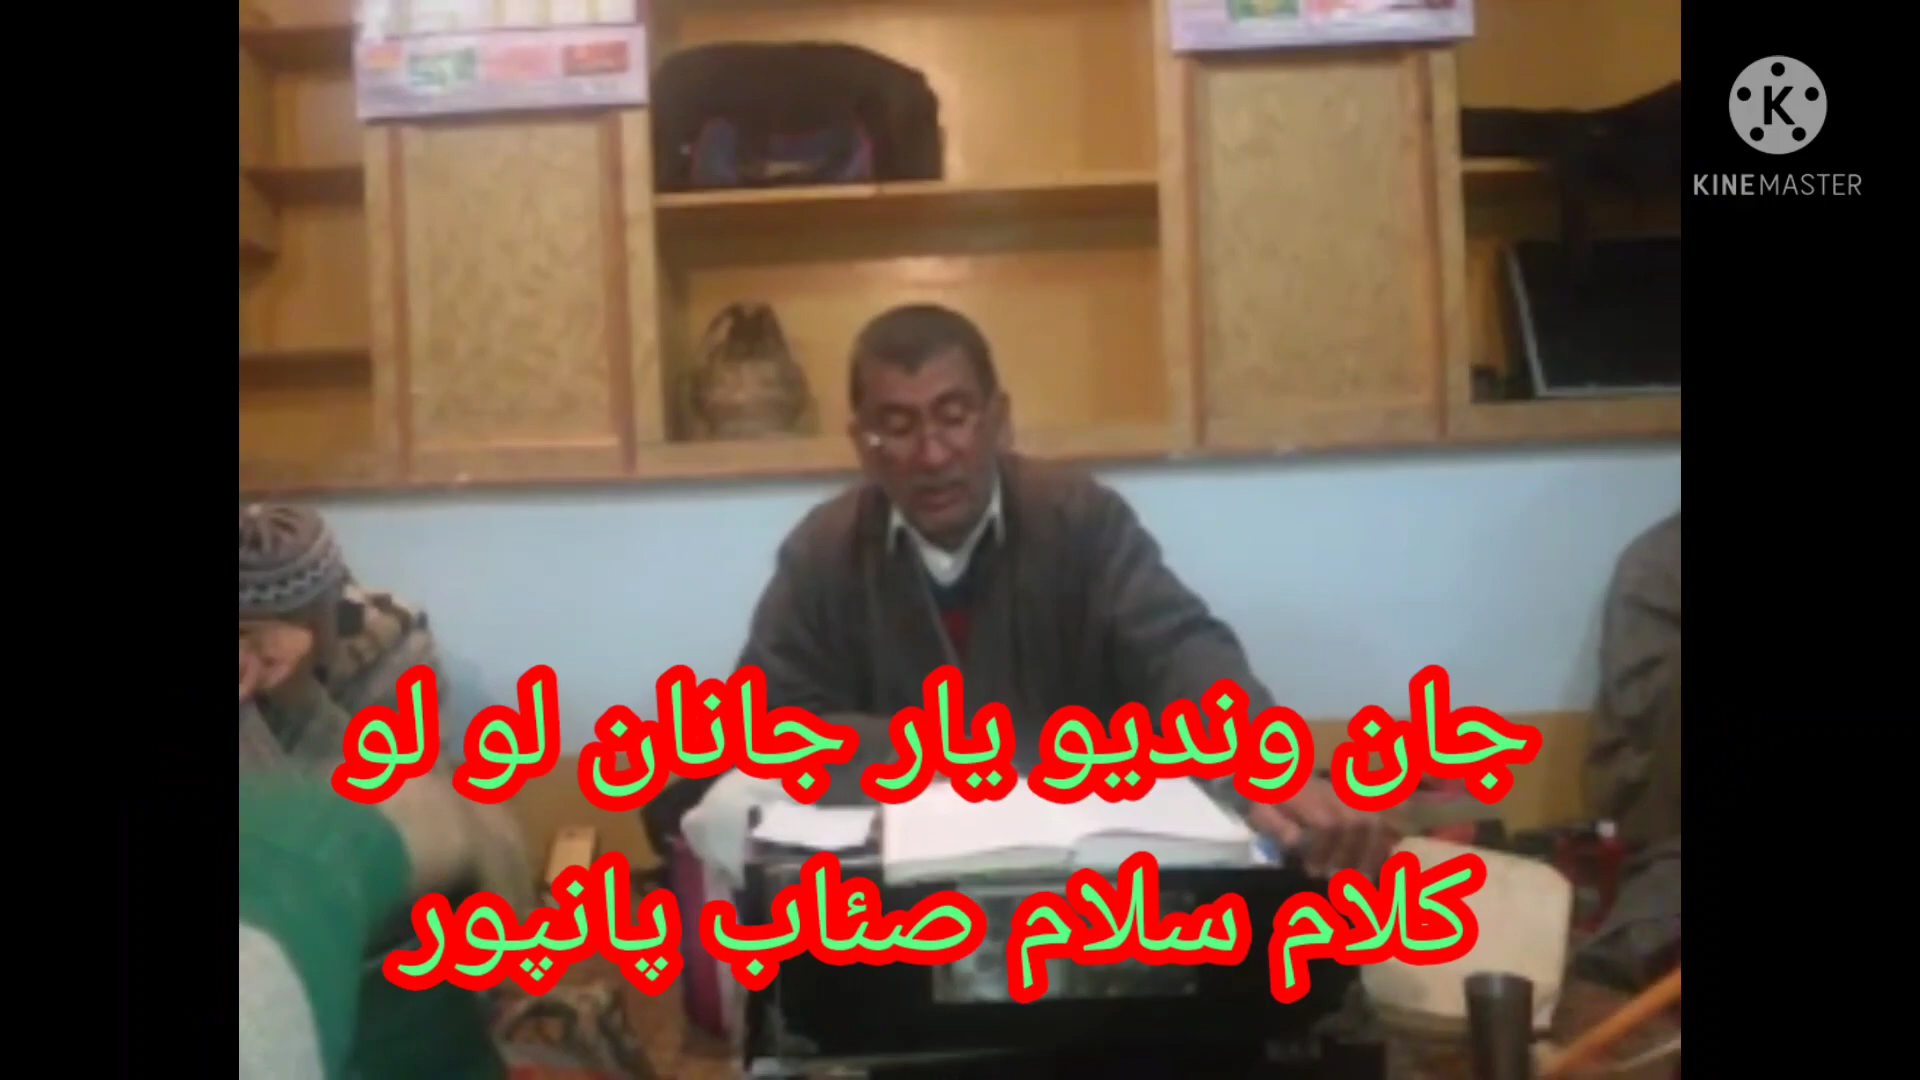 KINEMASTER
جان وندیو یار جانان لو لو
کلام سلام صئاب پانپور